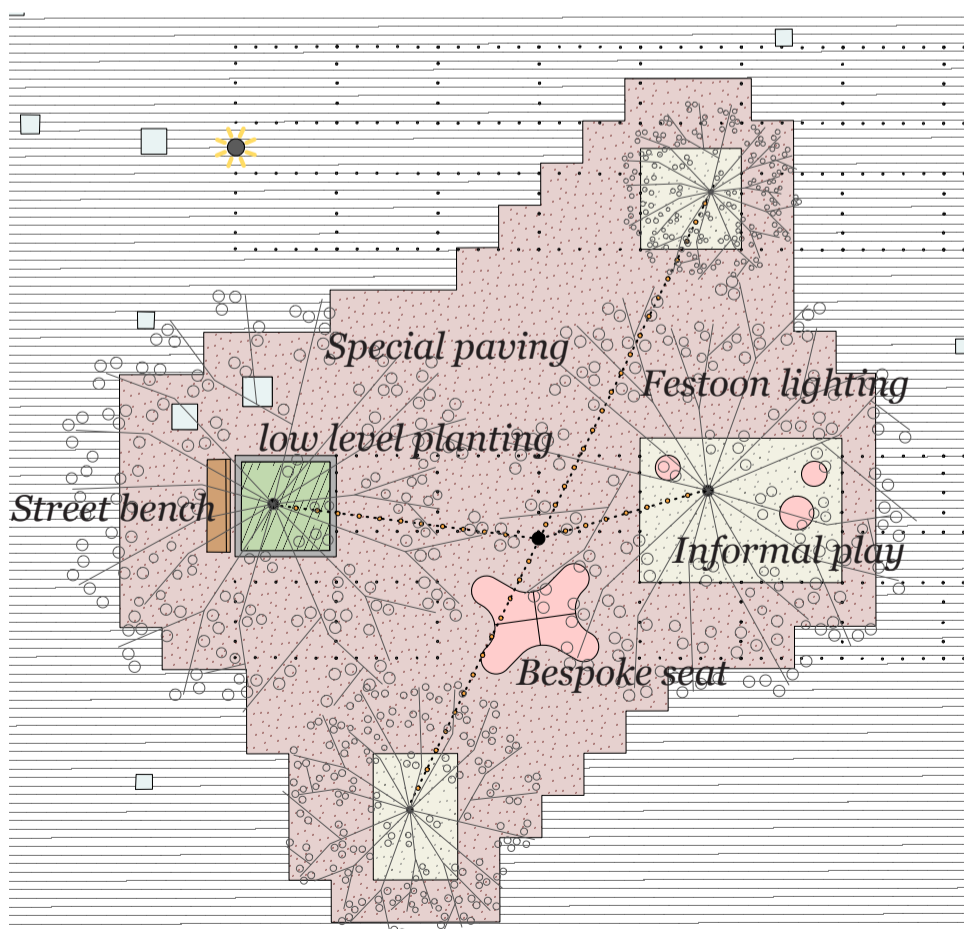 Special paving
Festoon lighting
low level planting
Street bench
Informal play
Bespoke seat